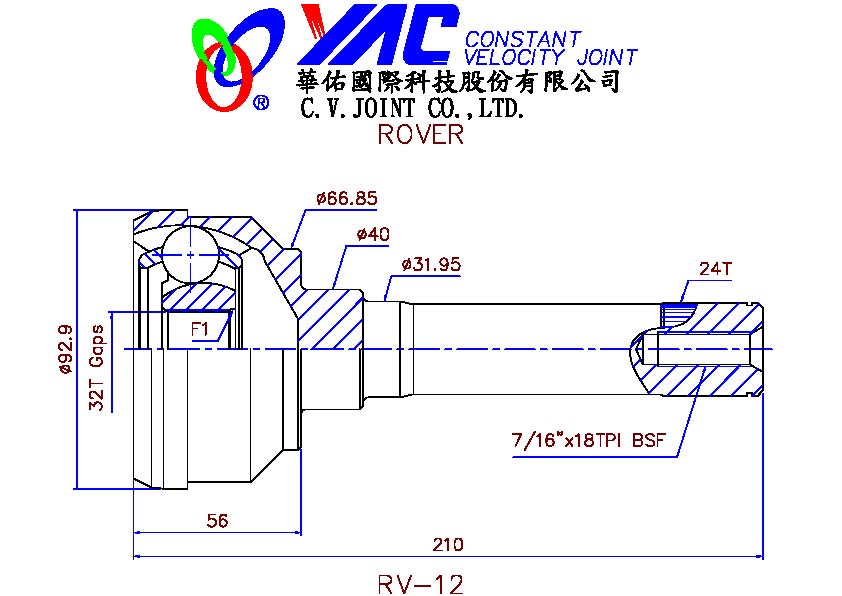 YAC CONSTANT
VELOCITY JOINT
®
華佑國際科技股份有限公司
C.V.JOINT CO.,LTD.
ROVER
ø66.85
ø40
ø31.95
24T
F1
ø92.9
32T Gaps
7/16"x18TPI BSF
56
210
RV-12